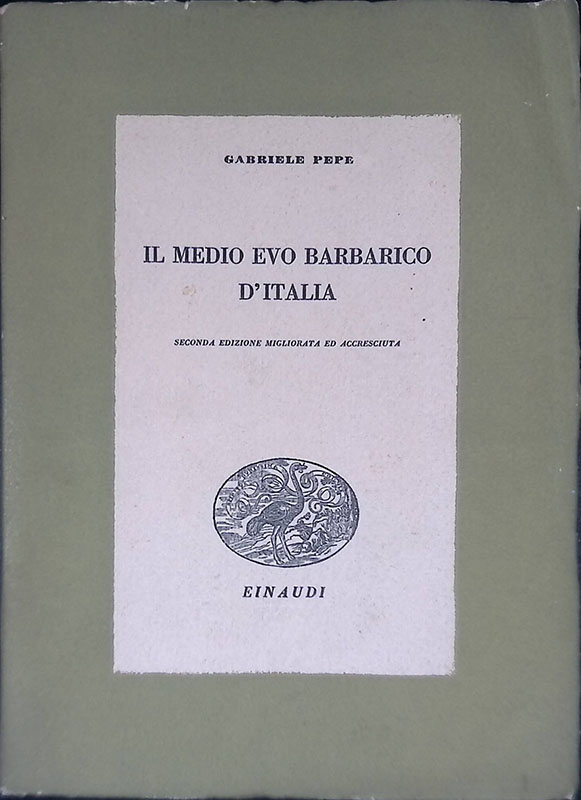 GABRIELE PEPE
IL MEDIO EVO BARBARICO
D'ITALIA
SECONDA EDIZIONE MIGLIORATA ED ACCRESCIUTA
EINAUDI